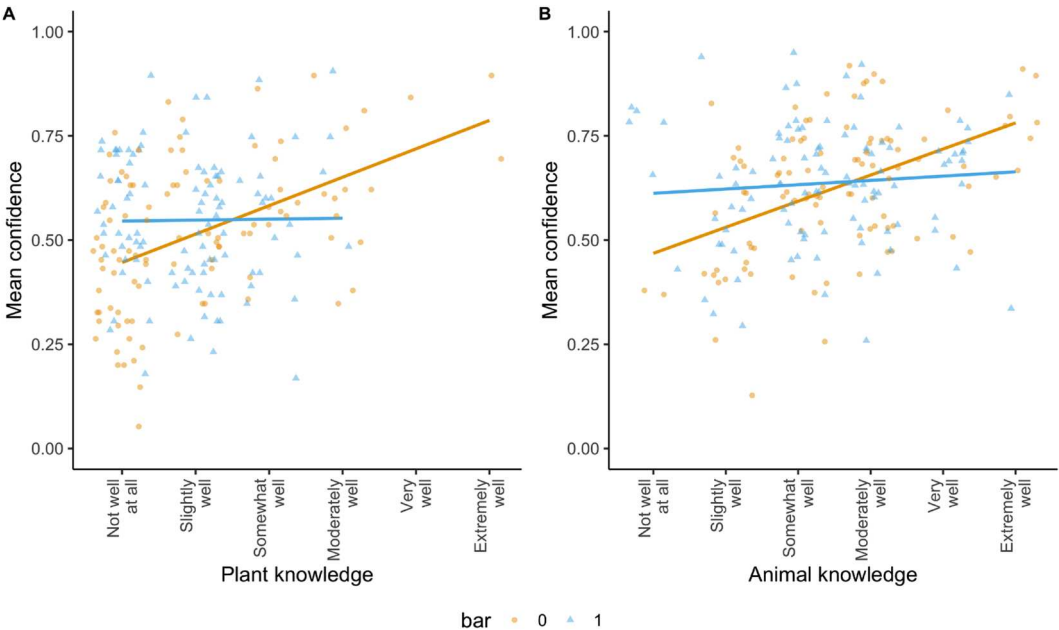 A
1.00
0.75
0.50
0.25
0.00
Mean confidence
Not well
at all
Slightly
well
Somewhat
well
Moderately
well
Very
well
Extremely
well
Plant knowledge
B
1.00
0.75
0.50
0.25
0.00
Mean confidence
Not well
at all
Slightly
well
Somewhat
well
Moderately
well
Very
well
Extremely
well
Animal knowledge
bar 0 1